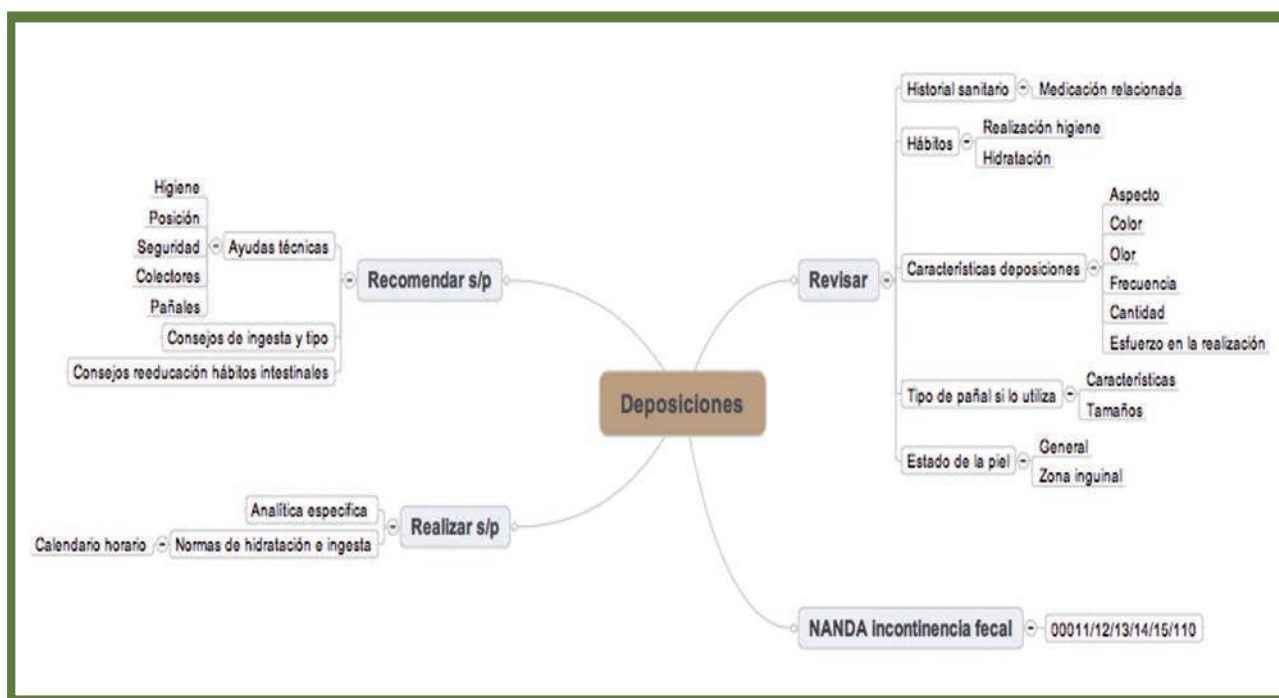 Deposiciones
Revisar
Historial sanitario
Medicación relacionada
Hábitos
Realización higiene
Hidratación
Características deposiciones
Aspecto
Color
Olor
Frecuencia
Cantidad
Esfuerzo en la realización
Tipo de pañal si lo utiliza
Características
Tamaños
Estado de la piel
General
Zona inguinal
NANDA incontinencia fecal
00011/12/13/14/15/110
Recomendar s/p
Ayudas técnicas
Higiene
Posición
Seguridad
Colectores
Pañales
Consejos de ingesta y tipo
Consejos reeducación hábitos intestinales
Realizar s/p
Analítica específica
Normas de hidratación e ingesta
Calendario horario